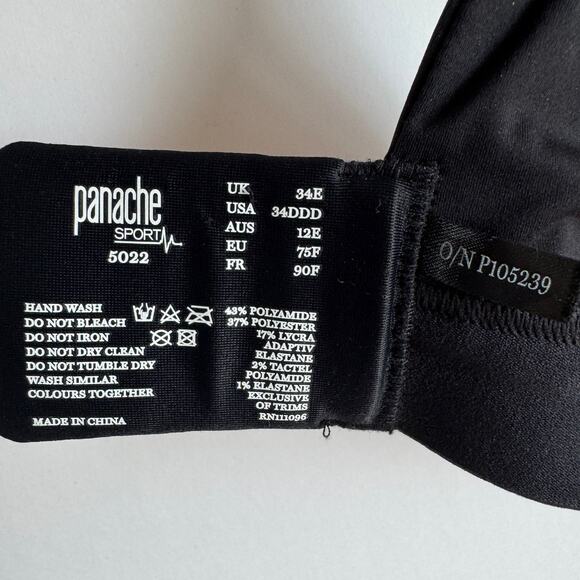 panache
SPORT
5022
UK 34E
USA 34DDD
AUS 12E
EU 75F
FR 90F
HAND WASH
DO NOT BLEACH
DO NOT IRON
DO NOT DRY CLEAN
DO NOT TUMBLE DRY
WASH SIMILAR
COLOURS TOGETHER
MADE IN CHINA
43% POLYAMIDE
37% POLYESTER
17% LYCRA
ADAPTIV
ELASTANE
2% TACTEL
POLYAMIDE
1% ELASTANE
EXCLUSIVE
OF TRIMS
RN111096
O/N P105239